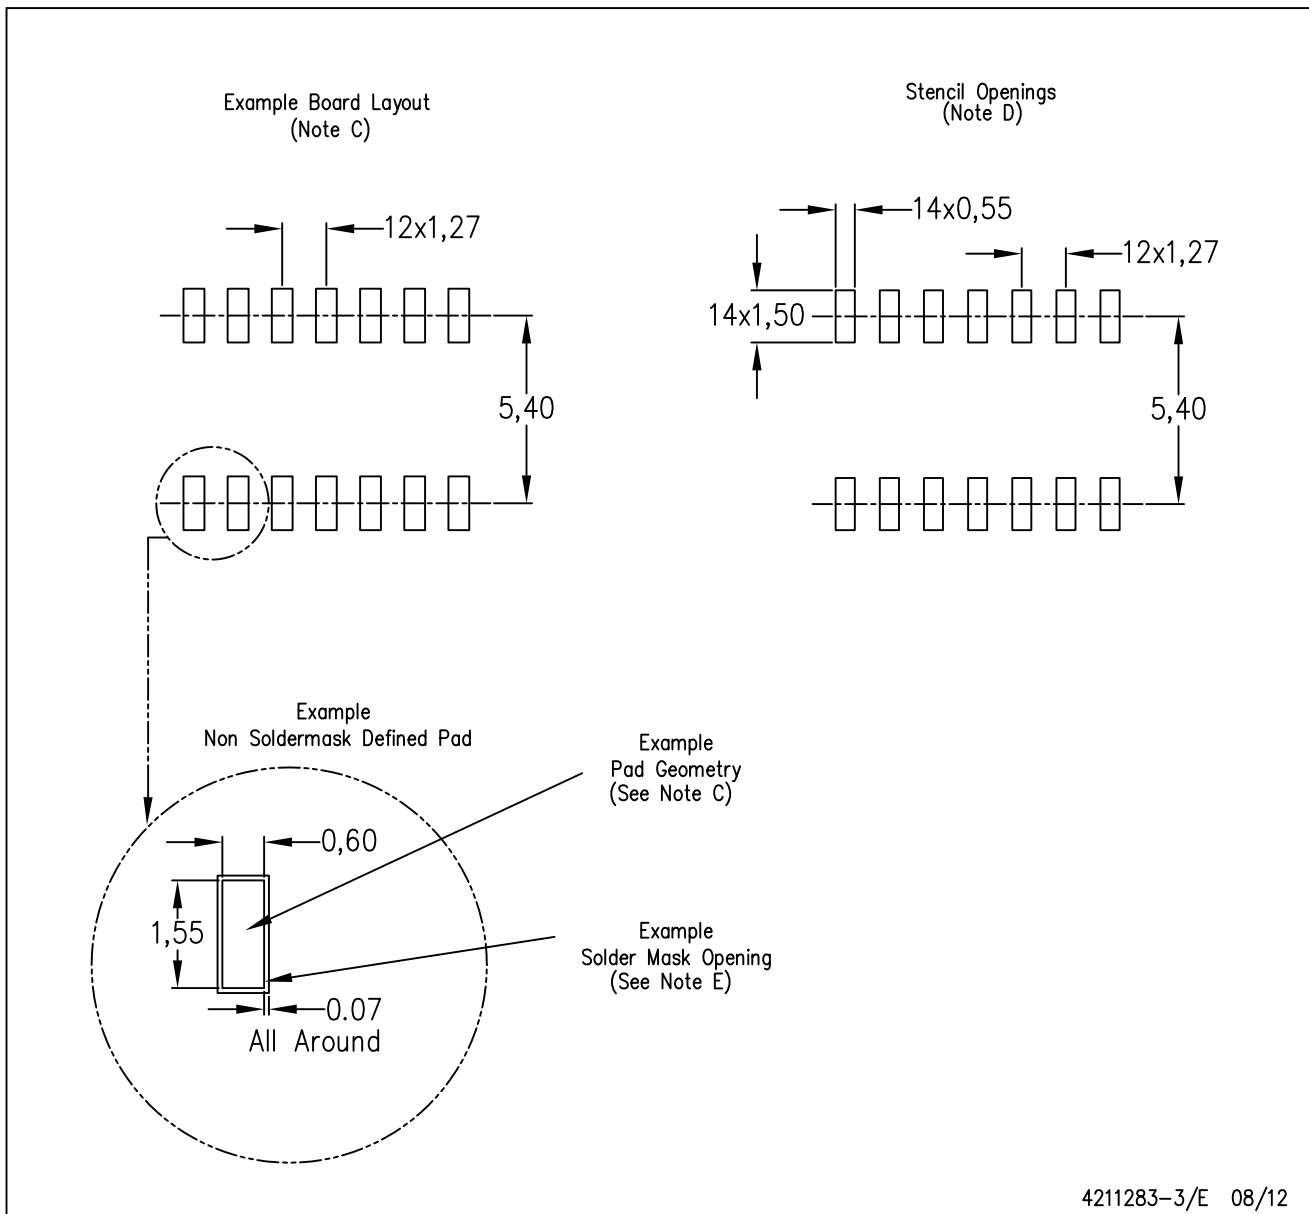 Example Board Layout
(Note C)
12x1,27
5,40
Stencil Openings
(Note D)
14x0,55
12x1,27
14x1,50
5,40
Example
Non Soldermask Defined Pad
0,60
1,55
0.07
All Around
Example
Pad Geometry
(See Note C)
Example
Solder Mask Opening
(See Note E)
4211283-3/E 08/12